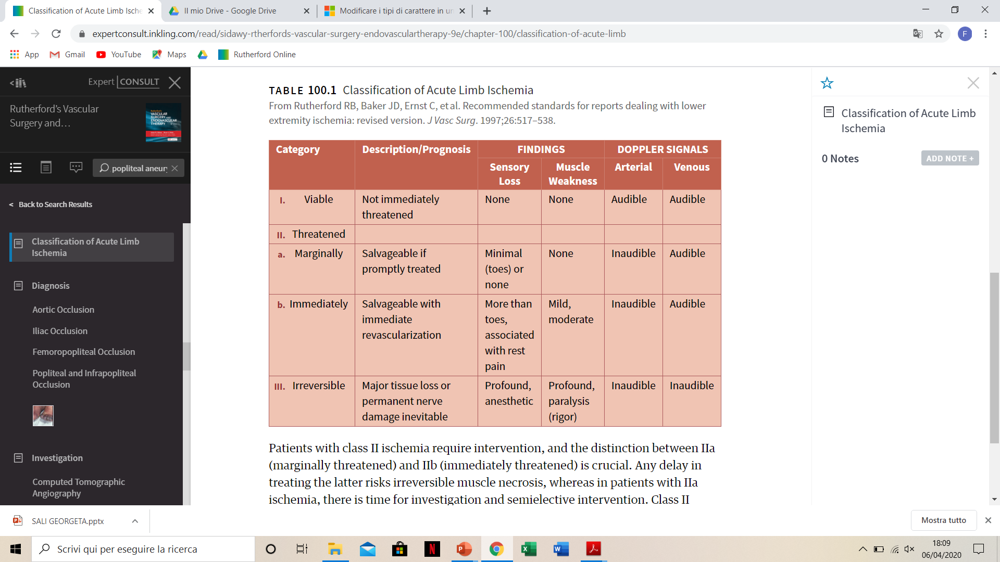 Classification of Acute Limb Ische
Il mio Drive - Google Drive
Modificare i tipi di carattere in un
expertconsult.inkling.com/read/sidawy-rtherfords-vascular-surgery-endovasculartherapy-9e/chapter-100/classification-of-acute-limb
F
App
Gmail
YouTube
Maps
Rutherford Online
Expert CONSULT
Rutherford's Vascular
Surgery and...
popliteal aneur
< Back to Search Results
Classification of Acute Limb
Ischemia
Diagnosis
Aortic Occlusion
Iliac Occlusion
Femoropopliteal Occlusion
Popliteal and Infrapopliteal
Occlusion
Investigation
Computed Tomographic
Angiography
TABLE 100.1 Classification of Acute Limb Ischemia
From Rutherford RB, Baker JD, Ernst C, et al. Recommended standards for reports dealing with lower
extremity ischemia: revised version. J Vasc Surg. 1997;26:517–538.
Category Description/Prognosis FINDINGS DOPPLER SIGNALS
Sensory Muscle Arterial Venous
Loss Weakness
I. Viable Not immediately None None Audible Audible
threatened
II. Threatened
a. Marginally Salvageable if Minimal None Inaudible Audible
promptly treated (toes) or
none
b. Immediately Salvageable with More than Mild, Inaudible Audible
immediate toes, moderate
revascularization associated
with rest
pain
III. Irreversible Major tissue loss or Profound, Profound, Inaudible Inaudible
permanent nerve anesthetic paralysis
damage inevitable (rigor)
Patients with class II ischemia require intervention, and the distinction between IIa
(marginally threatened) and IIb (immediately threatened) is crucial. Any delay in
treating the latter risks irreversible muscle necrosis, whereas in patients with IIa
ischemia, there is time for investigation and semielective intervention. Class II
Classification of Acute Limb
Ischemia
0 Notes
ADD NOTE +
SALI GEORGETA.pptx
Mostra tutto
Scrivi qui per eseguire la ricerca
18:09
06/04/2020